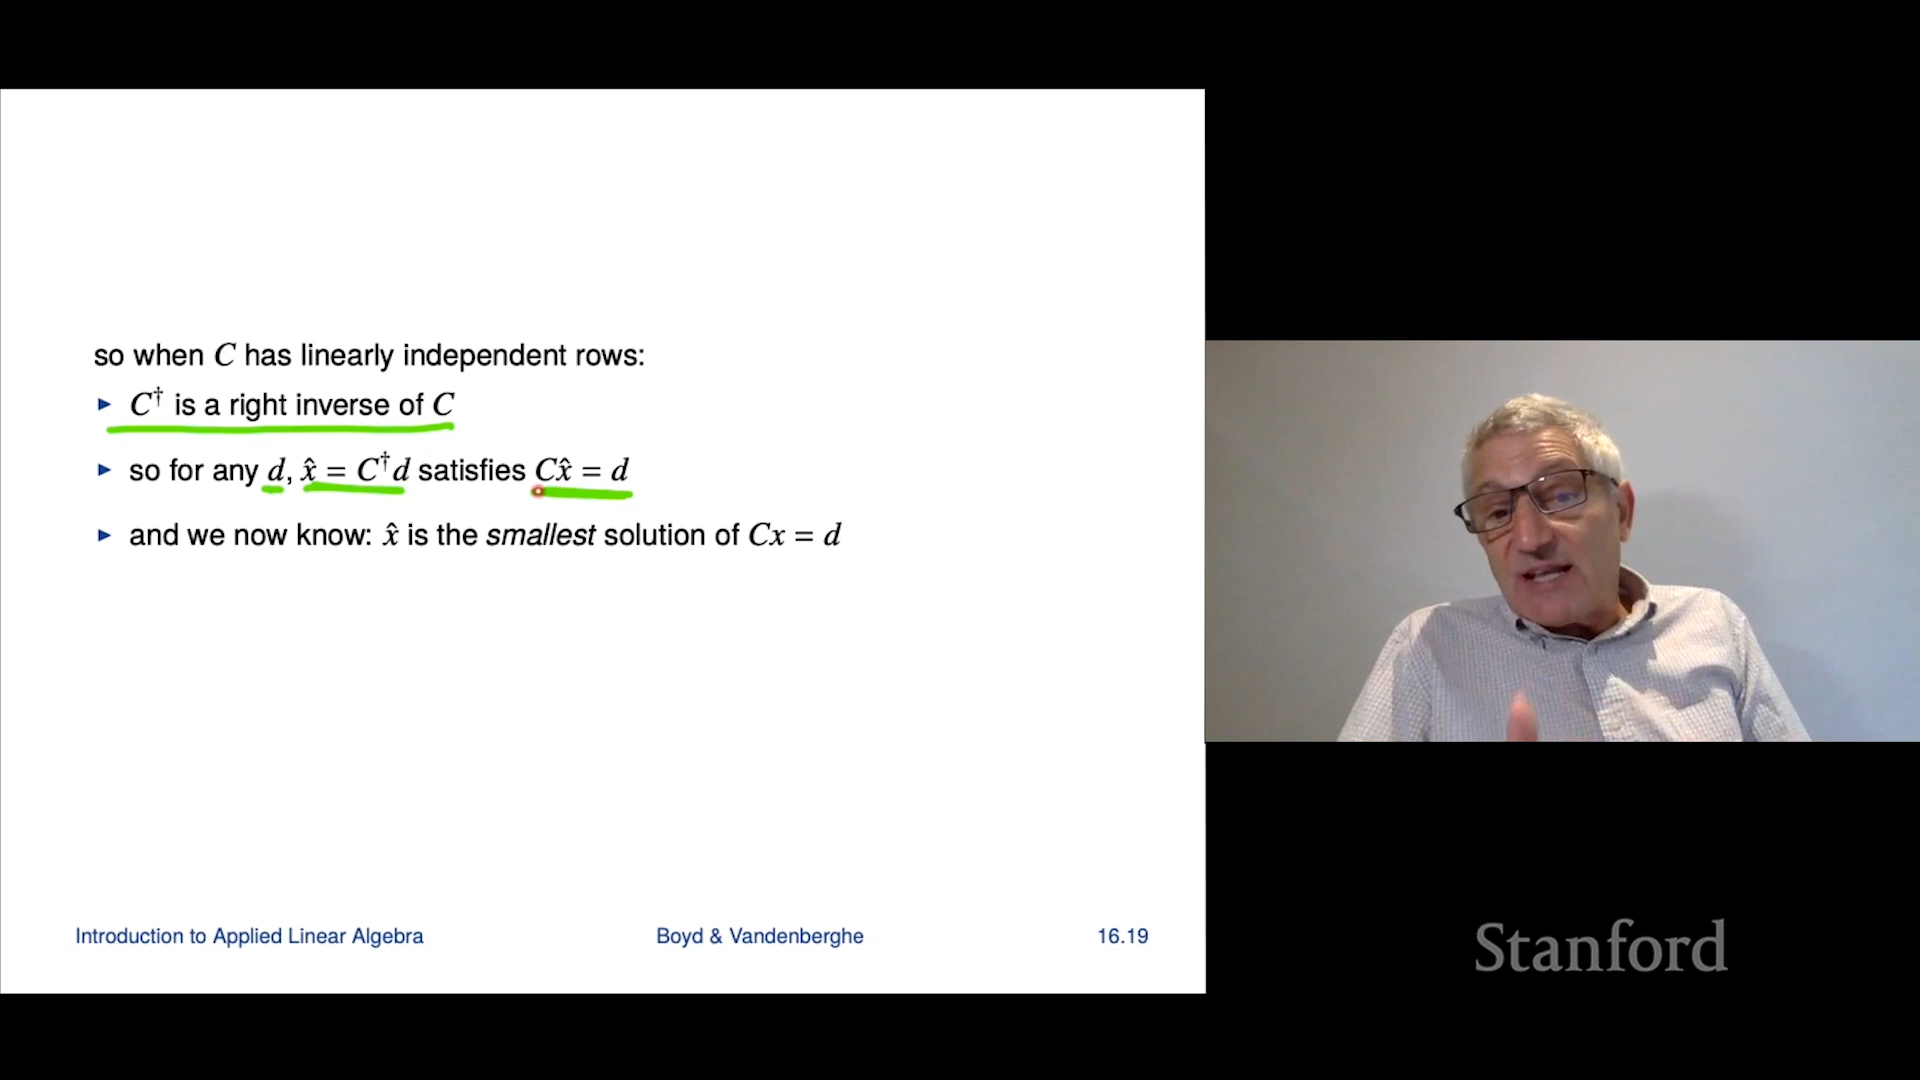 so when C has linearly independent rows:
▶ C† is a right inverse of C
▶ so for any d, x̂ = C†d satisfies Cx̂ = d
▶ and we now know: x̂ is the smallest solution of Cx = d
Introduction to Applied Linear Algebra Boyd & Vandenberghe 16.19
Stanford